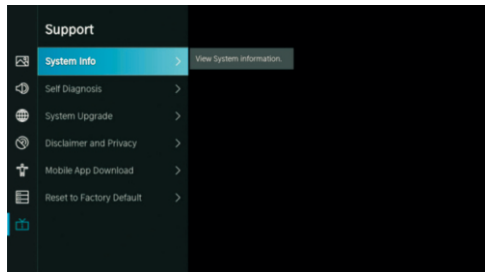 Support
System Info
View System information.
Self Diagnosis
System Upgrade
Disclaimer and Privacy
Mobile App Download
Reset to Factory Default